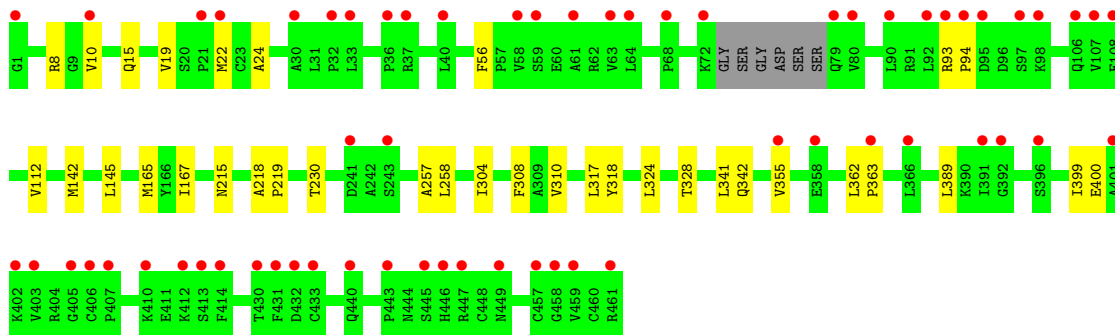 G1 R8 G9 V10 Q15 V19 S20 P21 M22 C23 A24 A30 L31 P32 L33 P36 R37 L40 F56 P57 V58 S59 E60 A61 R62 V63 L64 P68 K72 GLY SER GLY ASP SER SER Q79 V80 L90 R91 L92 R93 P94 D95 D96 S97 K98 Q106 V107 E108
V112 M142 L145 M165 Y166 I167 N215 A218 P219 T230 D241 A242 S243 A257 L258 I304 F308 A309 V310 L317 Y318 L324 T328 L341 Q342 V355 E358 L362 P363 L366 L389 K390 I391 G392 S396 I399 E400 A401
K402 V403 R404 G405 C406 P407 K410 E411 K412 S413 F414 T430 F431 D432 C433 Q440 P443 N444 S445 H446 R447 C448 N449 C457 G458 V459 C460 R461